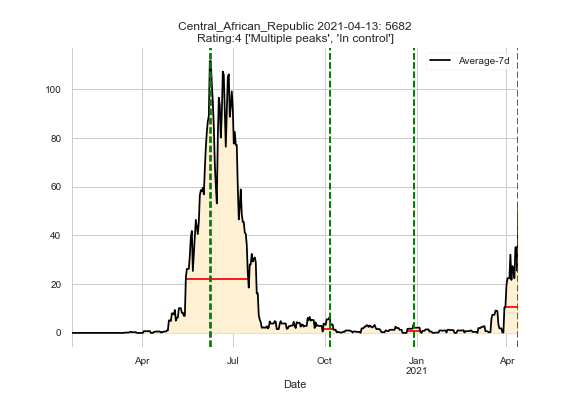 Central_African_Republic 2021-04-13: 5682
Rating:4 ['Multiple peaks', 'In control']
Average-7d
100
80
60
40
20
0
Apr
Jul
Oct
Jan
2021
Apr
Date